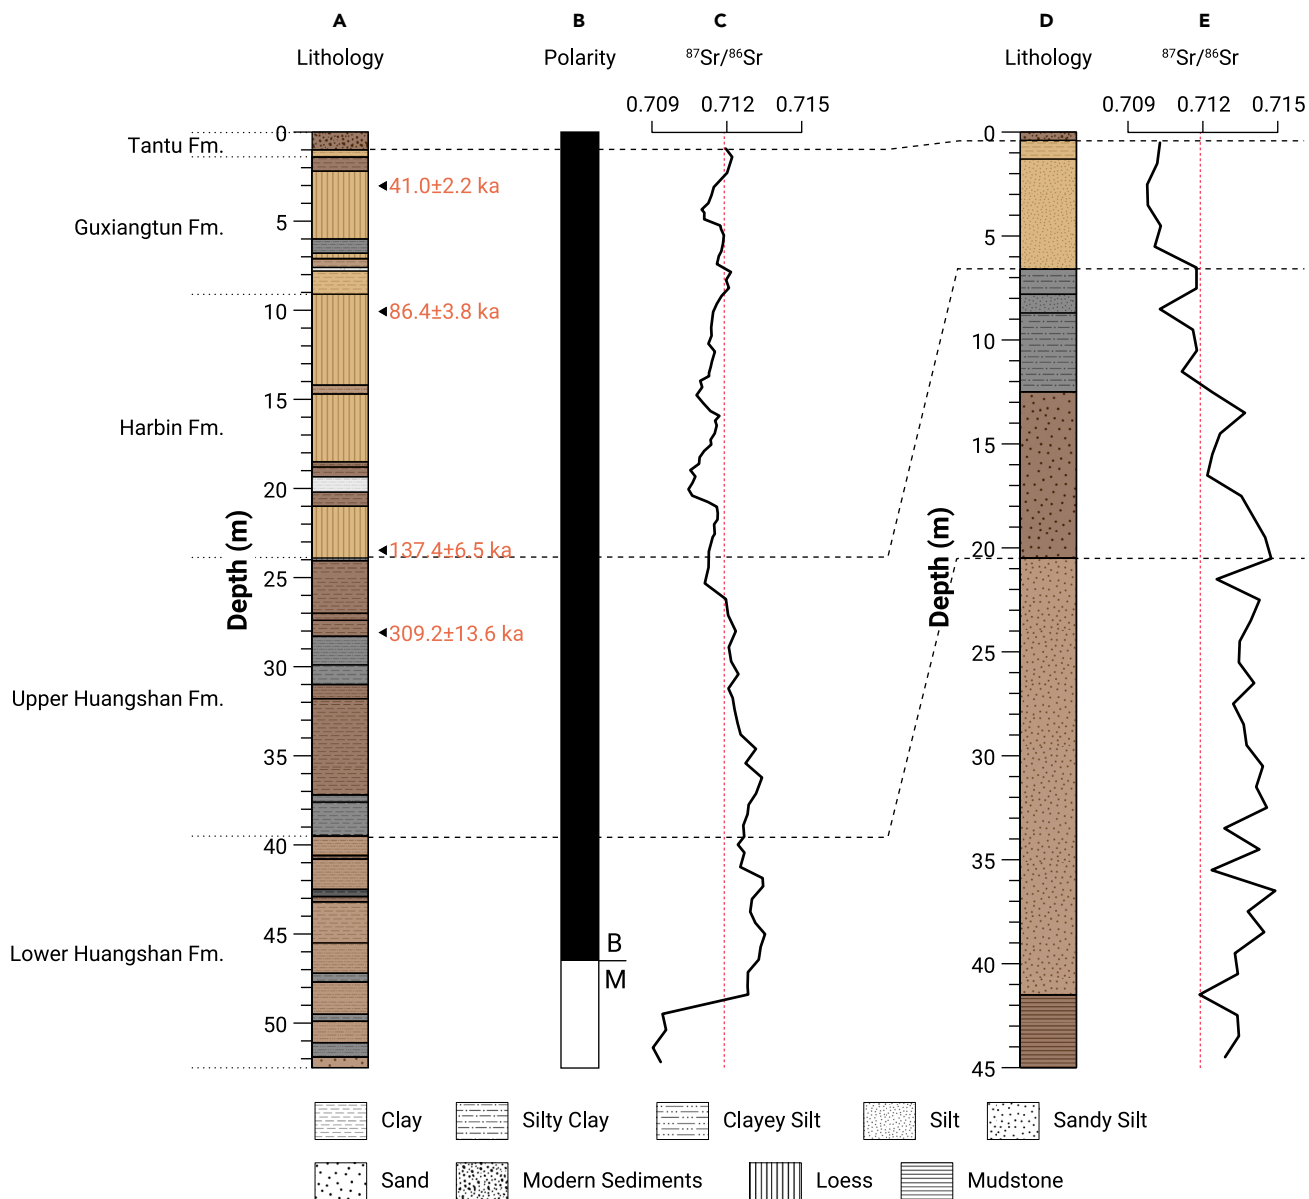 A B C D E
Lithology Polarity ⁸⁷Sr/⁸⁶Sr Lithology ⁸⁷Sr/⁸⁶Sr
0.709 0.712 0.715 0.709 0.712 0.715
0 0
Tantu Fm.
41.0±2.2 ka
5
Guxiangtun Fm.
5
10
86.4±3.8 ka
10
15
Harbin Fm.
15
20
Depth (m)
137.4±6.5 ka
20
Depth (m)
25
309.2±13.6 ka
25
30
Upper Huangshan Fm.
35
30
40
35
45
B
Lower Huangshan Fm.
M
40
50
45
Clay Silty Clay Clayey Silt Silt Sandy Silt
Sand Modern Sediments Loess Mudstone